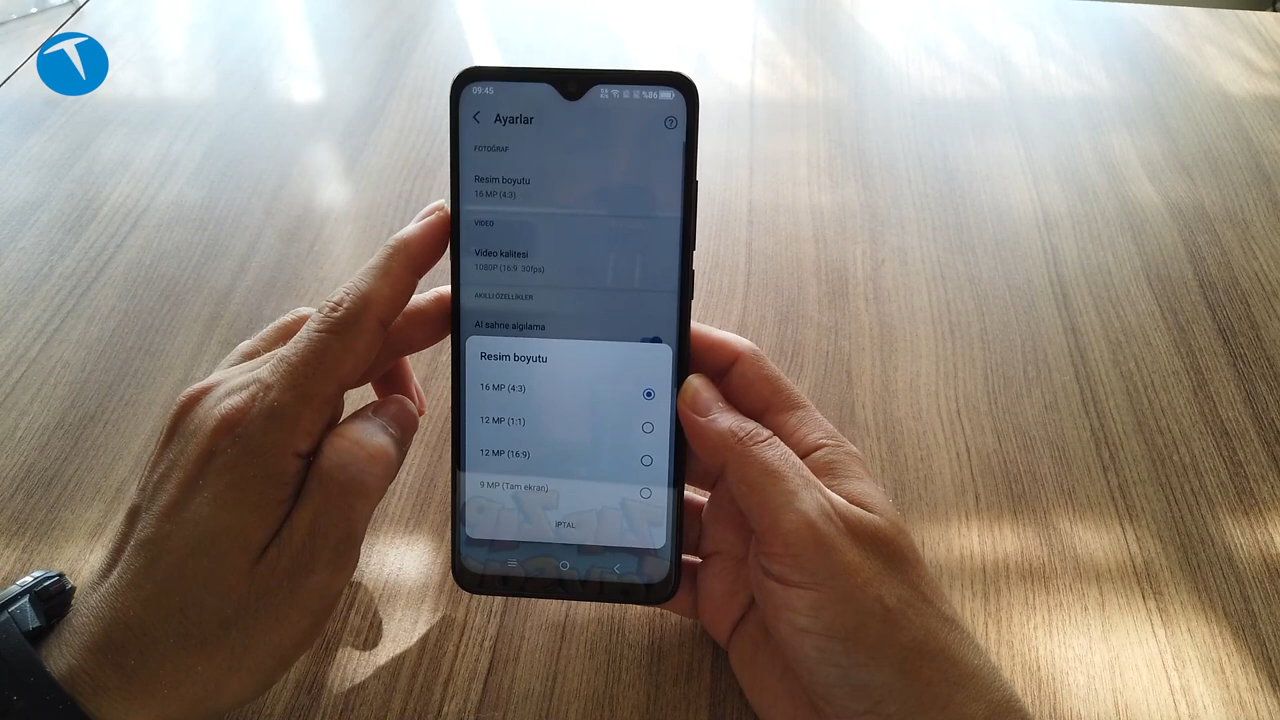 09:45
%86
Ayarlar
FOTOĞRAF
Resim boyutu
16 MP (4:3)
VIDEO
Video kalitesi
1080P (16:9 30fps)
AKILLI ÖZELLİKLER
AI sahne algılama
Resim boyutu
16 MP (4:3)
12 MP (1:1)
12 MP (16:9)
9 MP (Tam ekran)
İPTAL